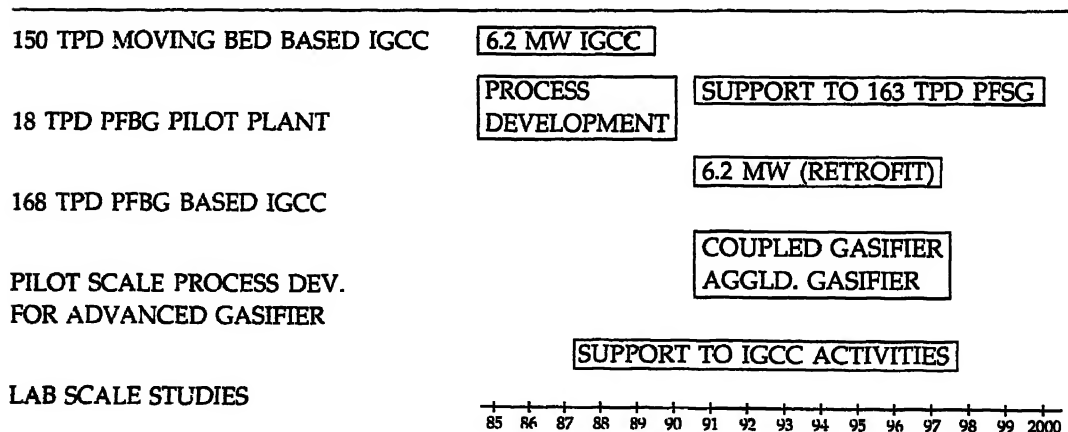 150 TPD MOVING BED BASED IGCC
6.2 MW IGCC
PROCESS
DEVELOPMENT
SUPPORT TO 163 TPD PFSG
18 TPD PFBG PILOT PLANT
6.2 MW (RETROFIT)
168 TPD PFBG BASED IGCC
COUPLED GASIFIER
AGGLD. GASIFIER
PILOT SCALE PROCESS DEV.
FOR ADVANCED GASIFIER
SUPPORT TO IGCC ACTIVITIES
LAB SCALE STUDIES
85 86 87 88 89 90 91 92 93 94 95 96 97 98 99 2000